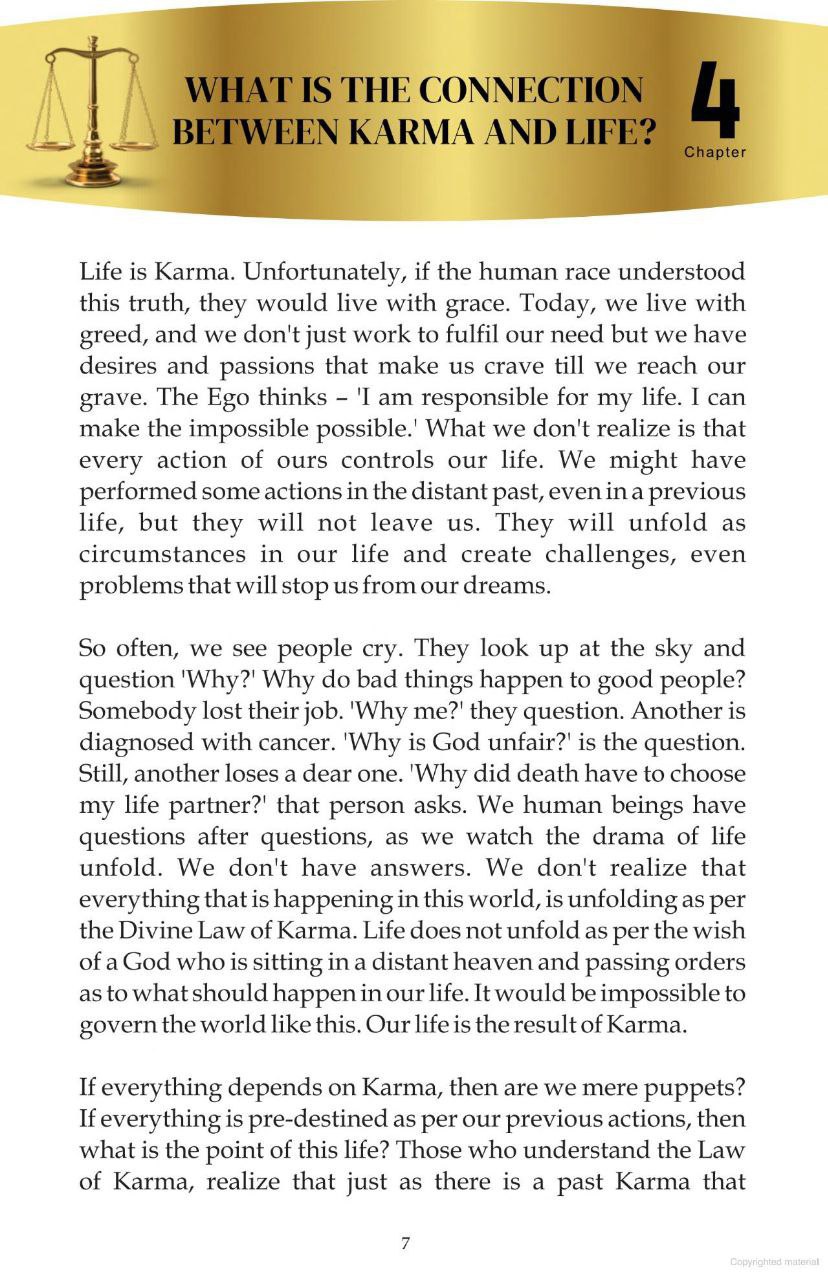 WHAT IS THE CONNECTION
BETWEEN KARMA AND LIFE?
4
Chapter
Life is Karma. Unfortunately, if the human race understood
this truth, they would live with grace. Today, we live with
greed, and we don't just work to fulfil our need but we have
desires and passions that make us crave till we reach our
grave. The Ego thinks – 'I am responsible for my life. I can
make the impossible possible.' What we don't realize is that
every action of ours controls our life. We might have
performed some actions in the distant past, even in a previous
life, but they will not leave us. They will unfold as
circumstances in our life and create challenges, even
problems that will stop us from our dreams.
So often, we see people cry. They look up at the sky and
question 'Why?' Why do bad things happen to good people?
Somebody lost their job. 'Why me?' they question. Another is
diagnosed with cancer. 'Why is God unfair?' is the question.
Still, another loses a dear one. 'Why did death have to choose
my life partner?' that person asks. We human beings have
questions after questions, as we watch the drama of life
unfold. We don't have answers. We don't realize that
everything that is happening in this world, is unfolding as per
the Divine Law of Karma. Life does not unfold as per the wish
of a God who is sitting in a distant heaven and passing orders
as to what should happen in our life. It would be impossible to
govern the world like this. Our life is the result of Karma.
If everything depends on Karma, then are we mere puppets?
If everything is pre-destined as per our previous actions, then
what is the point of this life? Those who understand the Law
of Karma, realize that just as there is a past Karma that
7
Copyrighted material